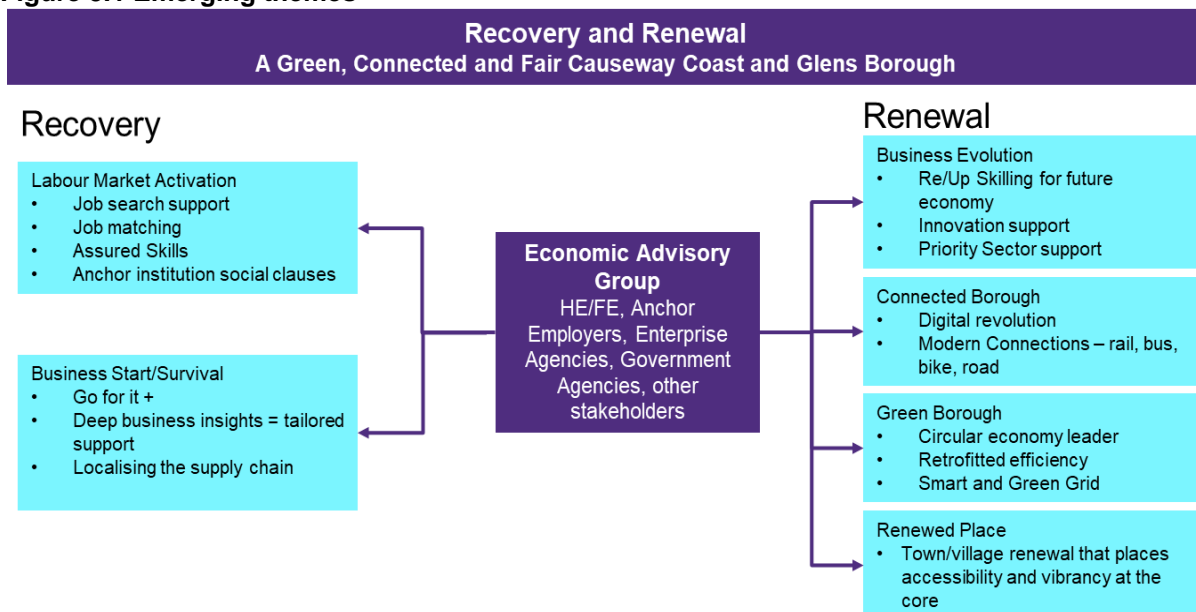 Recovery and Renewal
A Green, Connected and Fair Causeway Coast and Glens Borough
Recovery
Labour Market Activation
• Job search support
• Job matching
• Assured Skills
• Anchor institution social clauses
Business Start/Survival
• Go for it +
• Deep business insights = tailored
support
• Localising the supply chain
Economic Advisory
Group
HE/FE, Anchor
Employers, Enterprise
Agencies, Government
Agencies, other
stakeholders
Renewal
Business Evolution
• Re/Up Skilling for future
economy
• Innovation support
• Priority Sector support
Connected Borough
• Digital revolution
• Modern Connections – rail, bus,
bike, road
Green Borough
• Circular economy leader
• Retrofitted efficiency
• Smart and Green Grid
Renewed Place
• Town/village renewal that places
accessibility and vibrancy at the
core